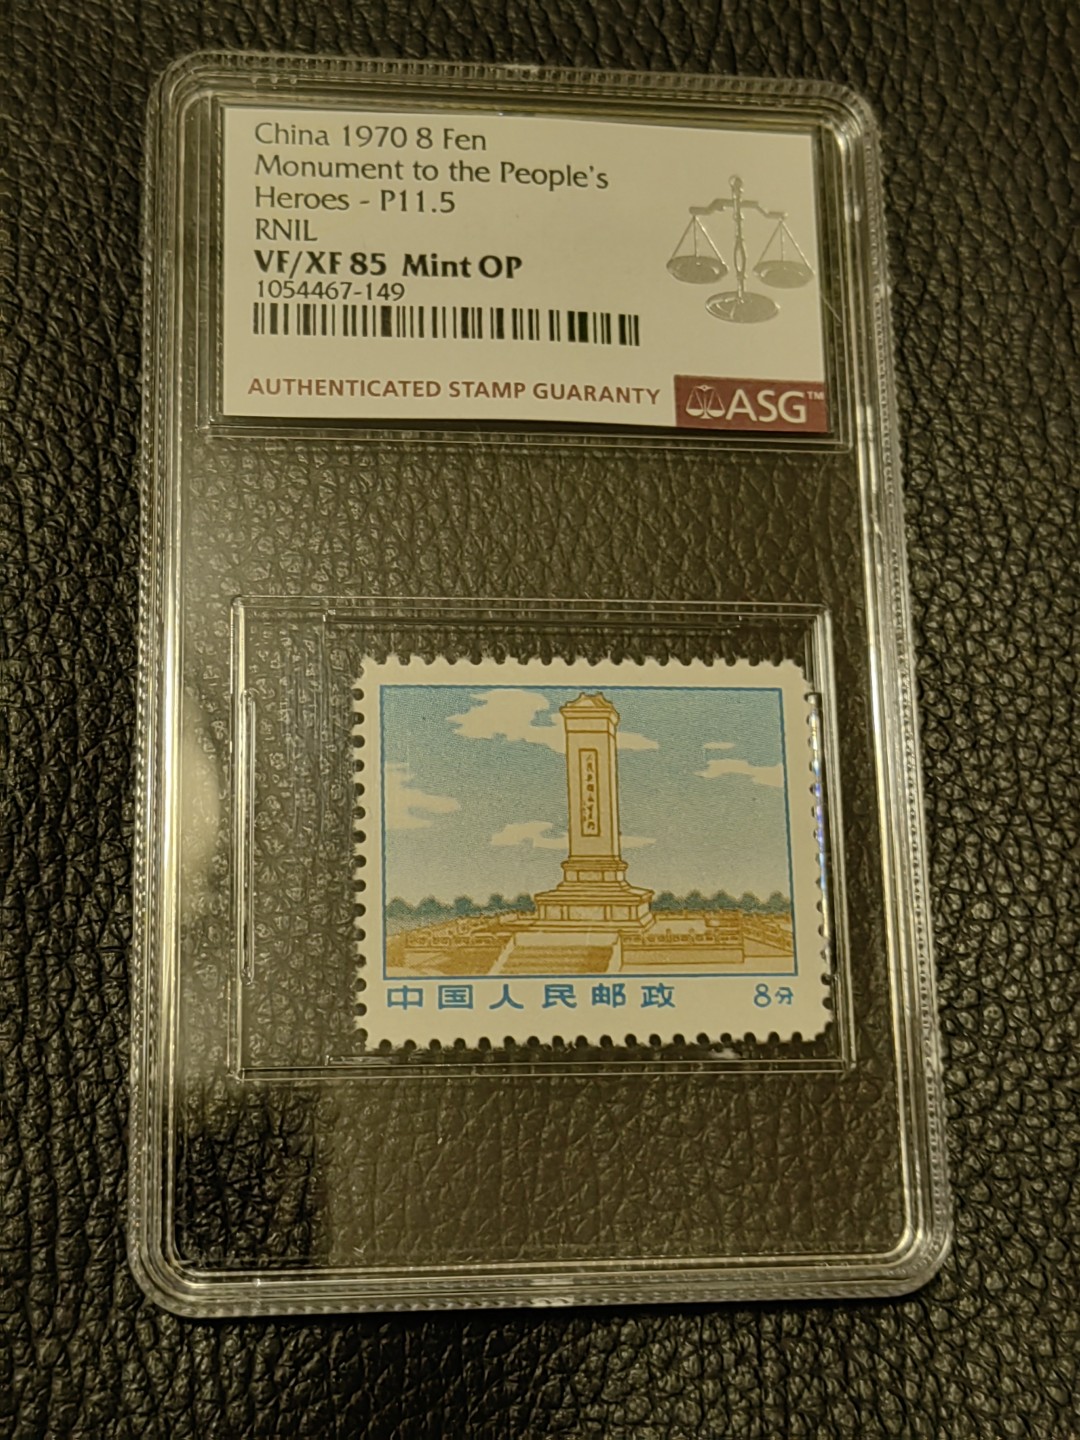 China 1970 8 Fen
Monument to the People's
Heroes - P11.5
RNIL
VF/XF 85 Mint OP
1054467-149
AUTHENTICATED STAMP GUARANTY
ASG™
中国人民邮政 8分